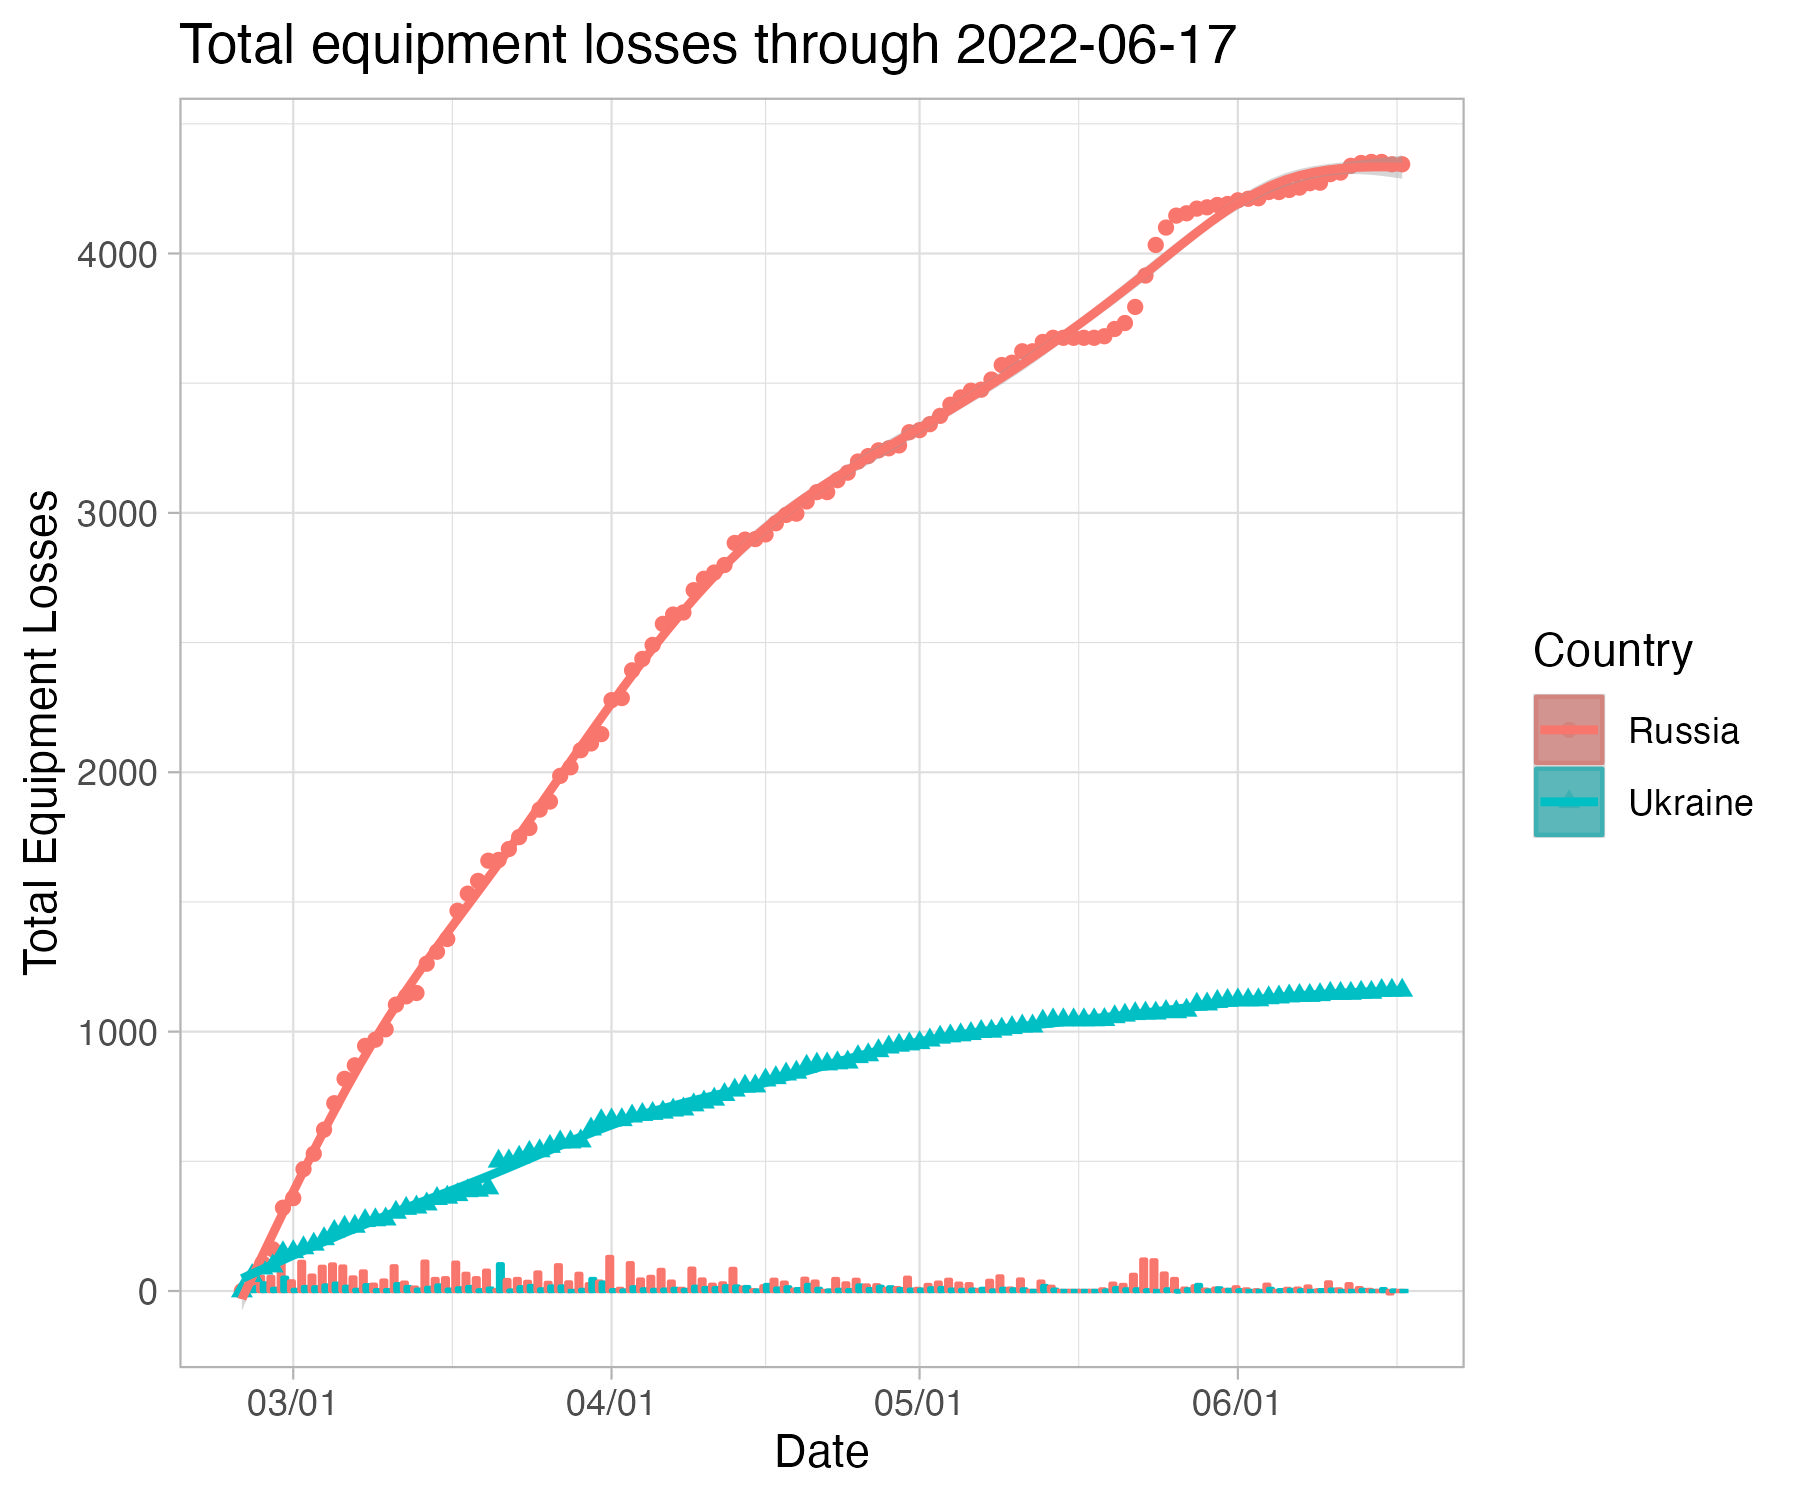 Total equipment losses through 2022-06-17
Total Equipment Losses
4000
3000
2000
1000
0
03/01
04/01
05/01
06/01
Date
Country
Russia
Ukraine